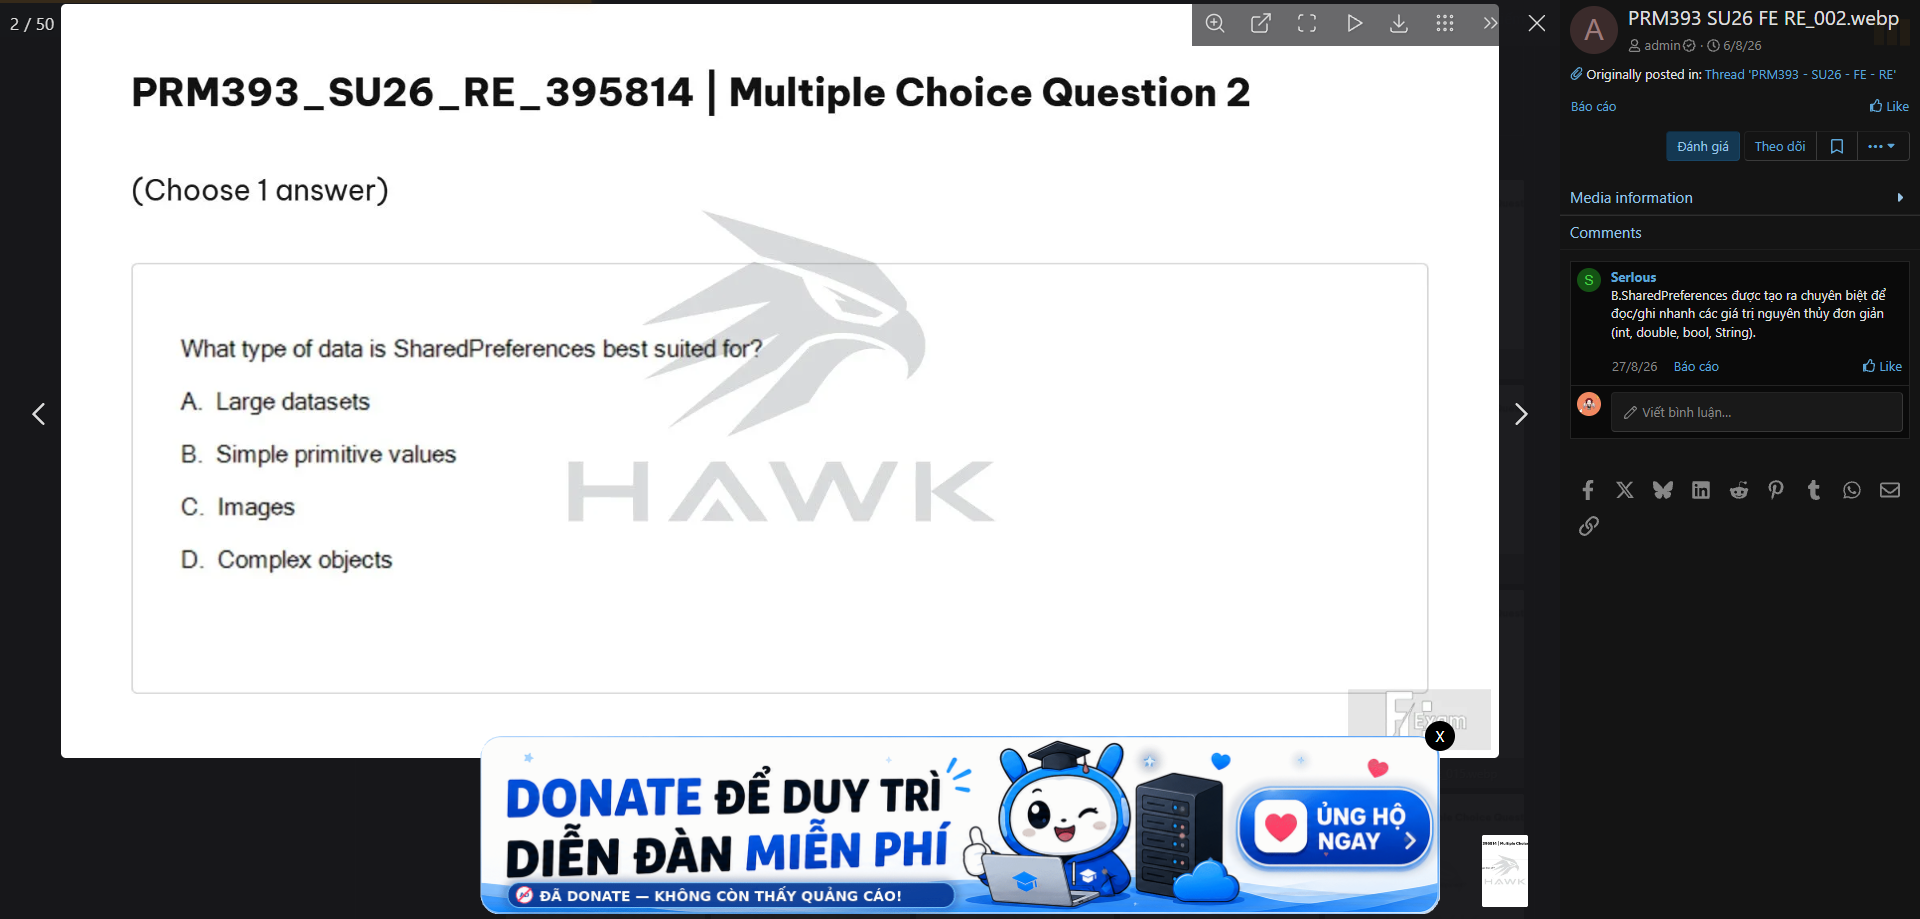 2 / 50
PRM393_SU26_RE_395814 | Multiple Choice Question 2
(Choose 1 answer)
What type of data is SharedPreferences best suited for?
A. Large datasets
B. Simple primitive values
C. Images
D. Complex objects
HAWK
Exam
X
DONATE ĐỂ DUY TRÌ
DIỄN ĐÀN MIỄN PHÍ
ĐÃ DONATE — KHÔNG CÒN THẤY QUẢNG CÁO!
ỦNG HỘ
NGAY
A
PRM393 SU26 FE RE_002.webp
admin · 6/8/26
Originally posted in: Thread 'PRM393 - SU26 - FE - RE'
Báo cáo
Like
Đánh giá
Theo dõi
Media information
Comments
S
Serlous
B.SharedPreferences được tạo ra chuyên biệt để
đọc/ghi nhanh các giá trị nguyên thủy đơn giản
(int, double, bool, String).
27/8/26 Báo cáo
Like
Viết bình luận...